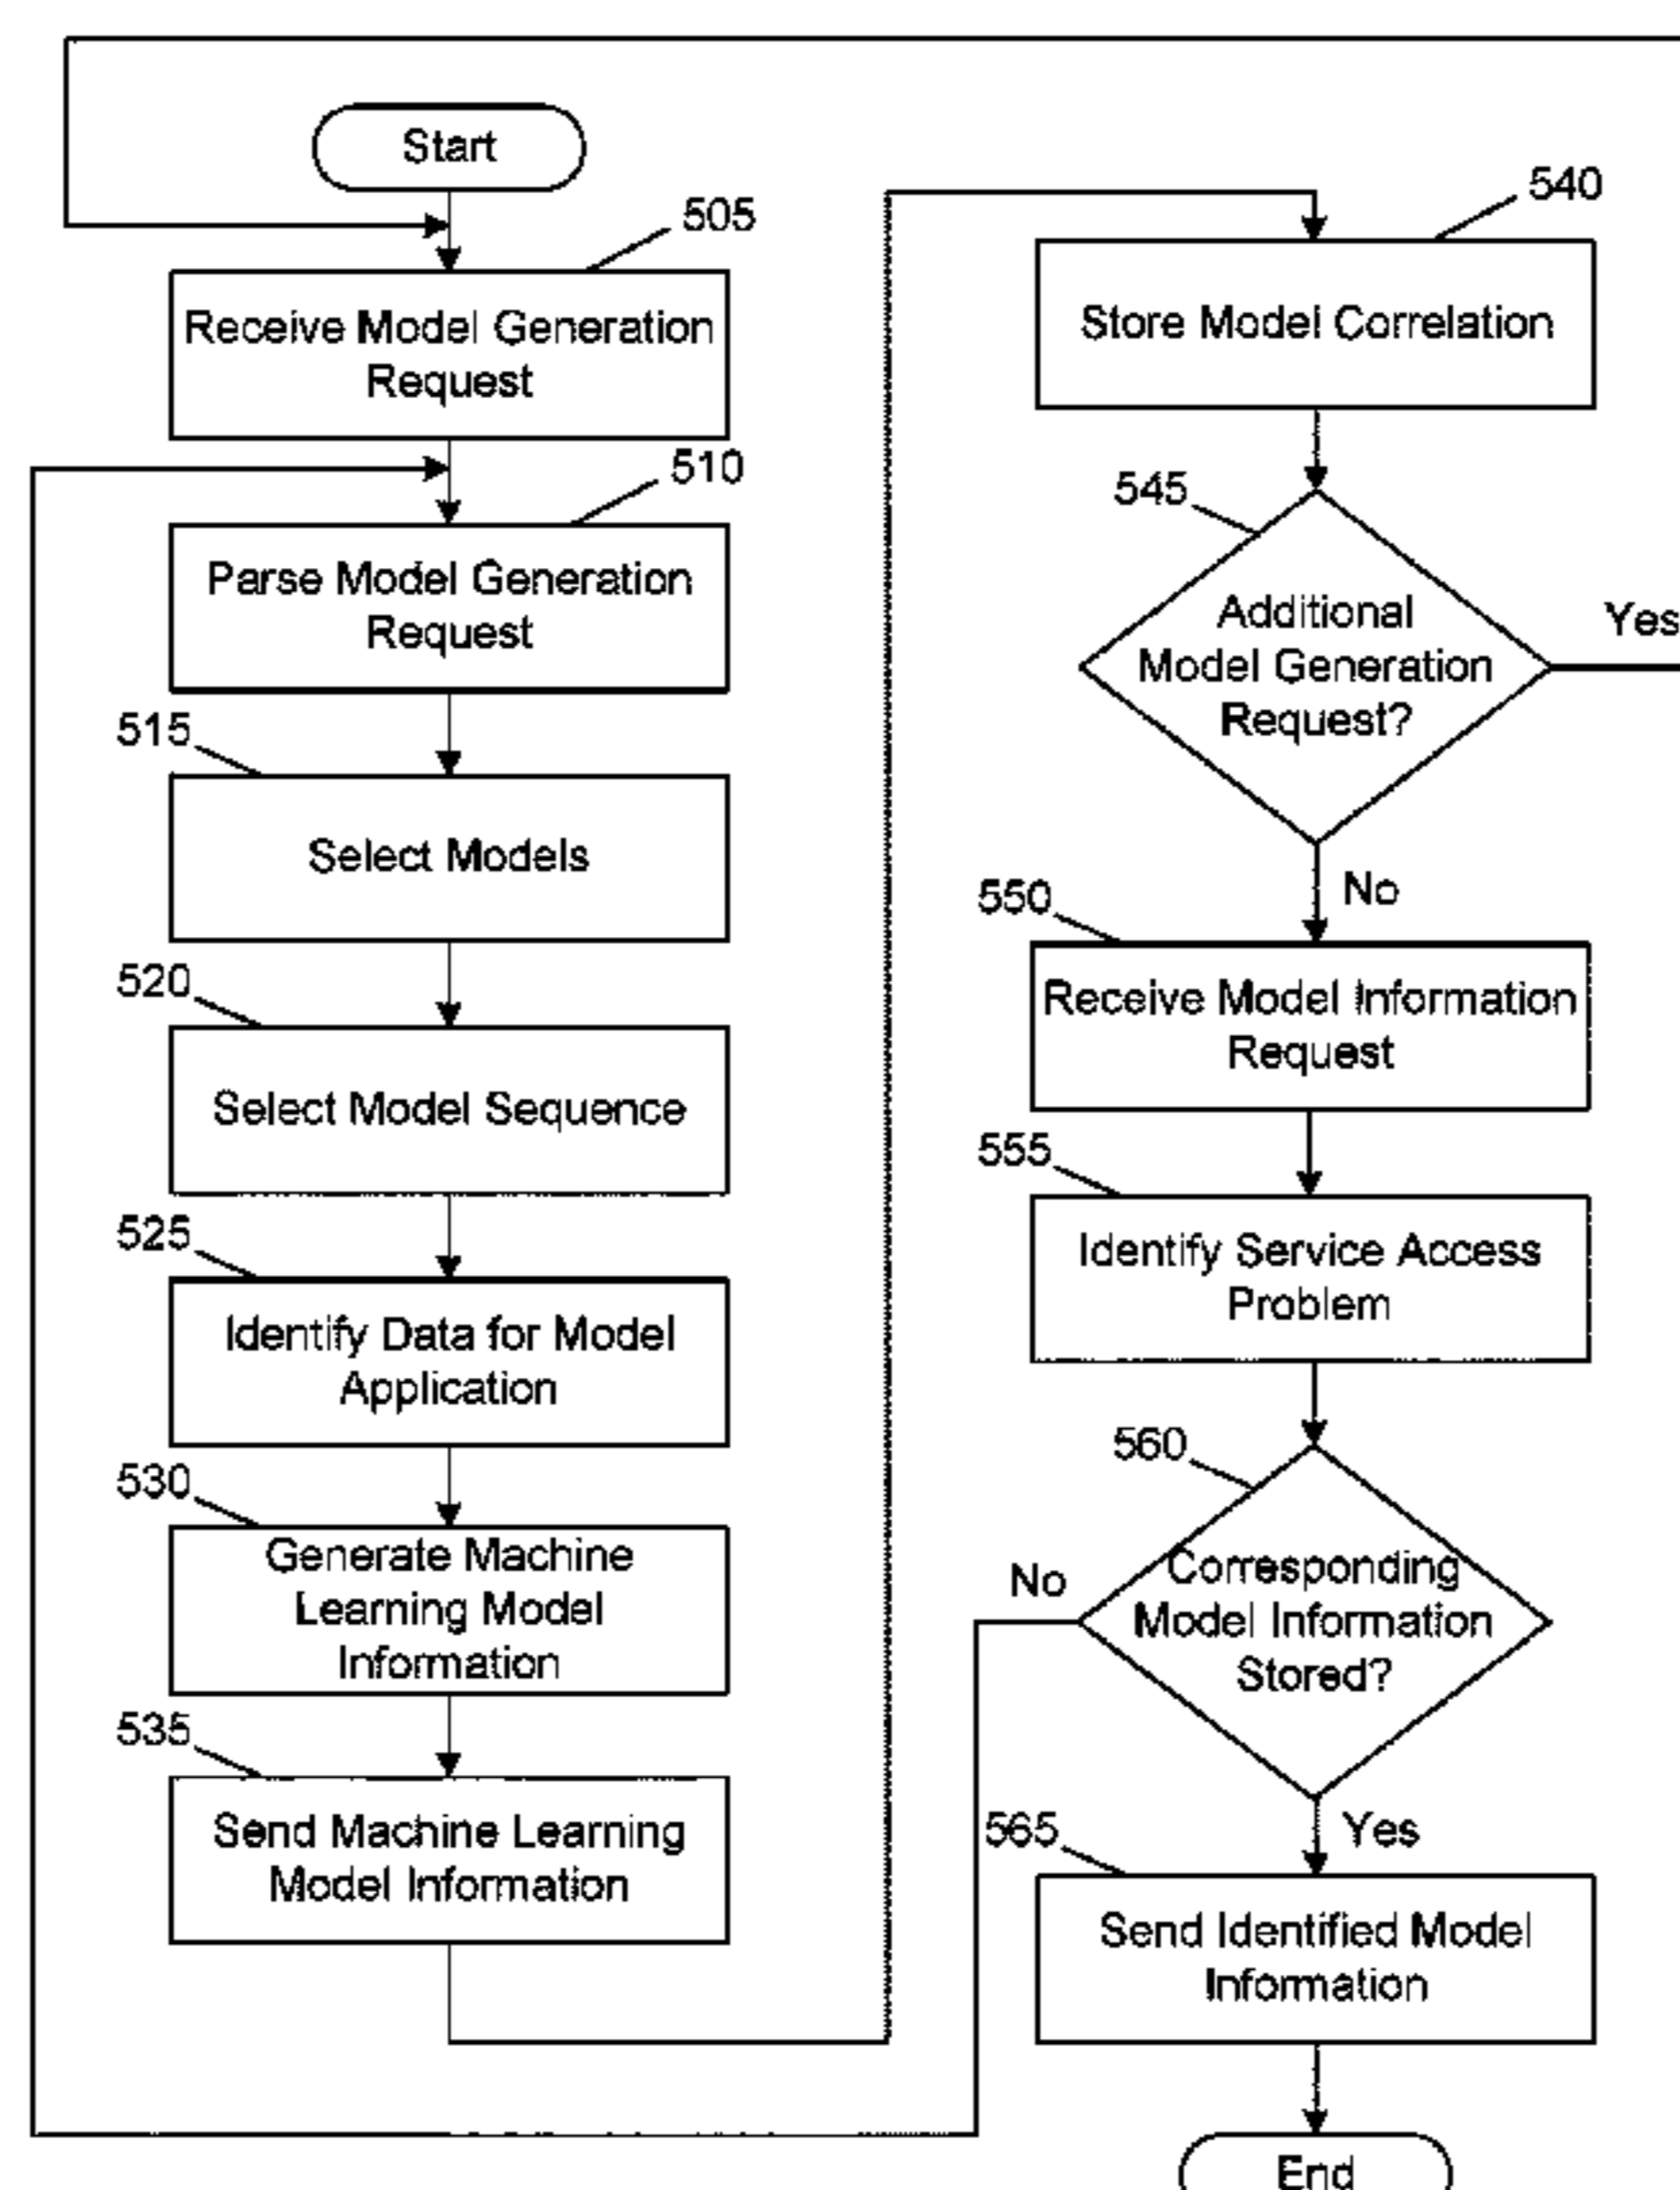 Start
505
Receive Model Generation
Request
510
Parse Model Generation
Request
515
Select Models
520
Select Model Sequence
525
Identify Data for Model
Application
530
Generate Machine
Learning Model
Information
535
Send Machine Learning
Model Information
540
Store Model Correlation
545
Additional
Model Generation
Request?
Yes
No
550
Receive Model Information
Request
555
Identify Service Access
Problem
560
Corresponding
Model Information
Stored?
No
Yes
565
Send Identified Model
Information
End